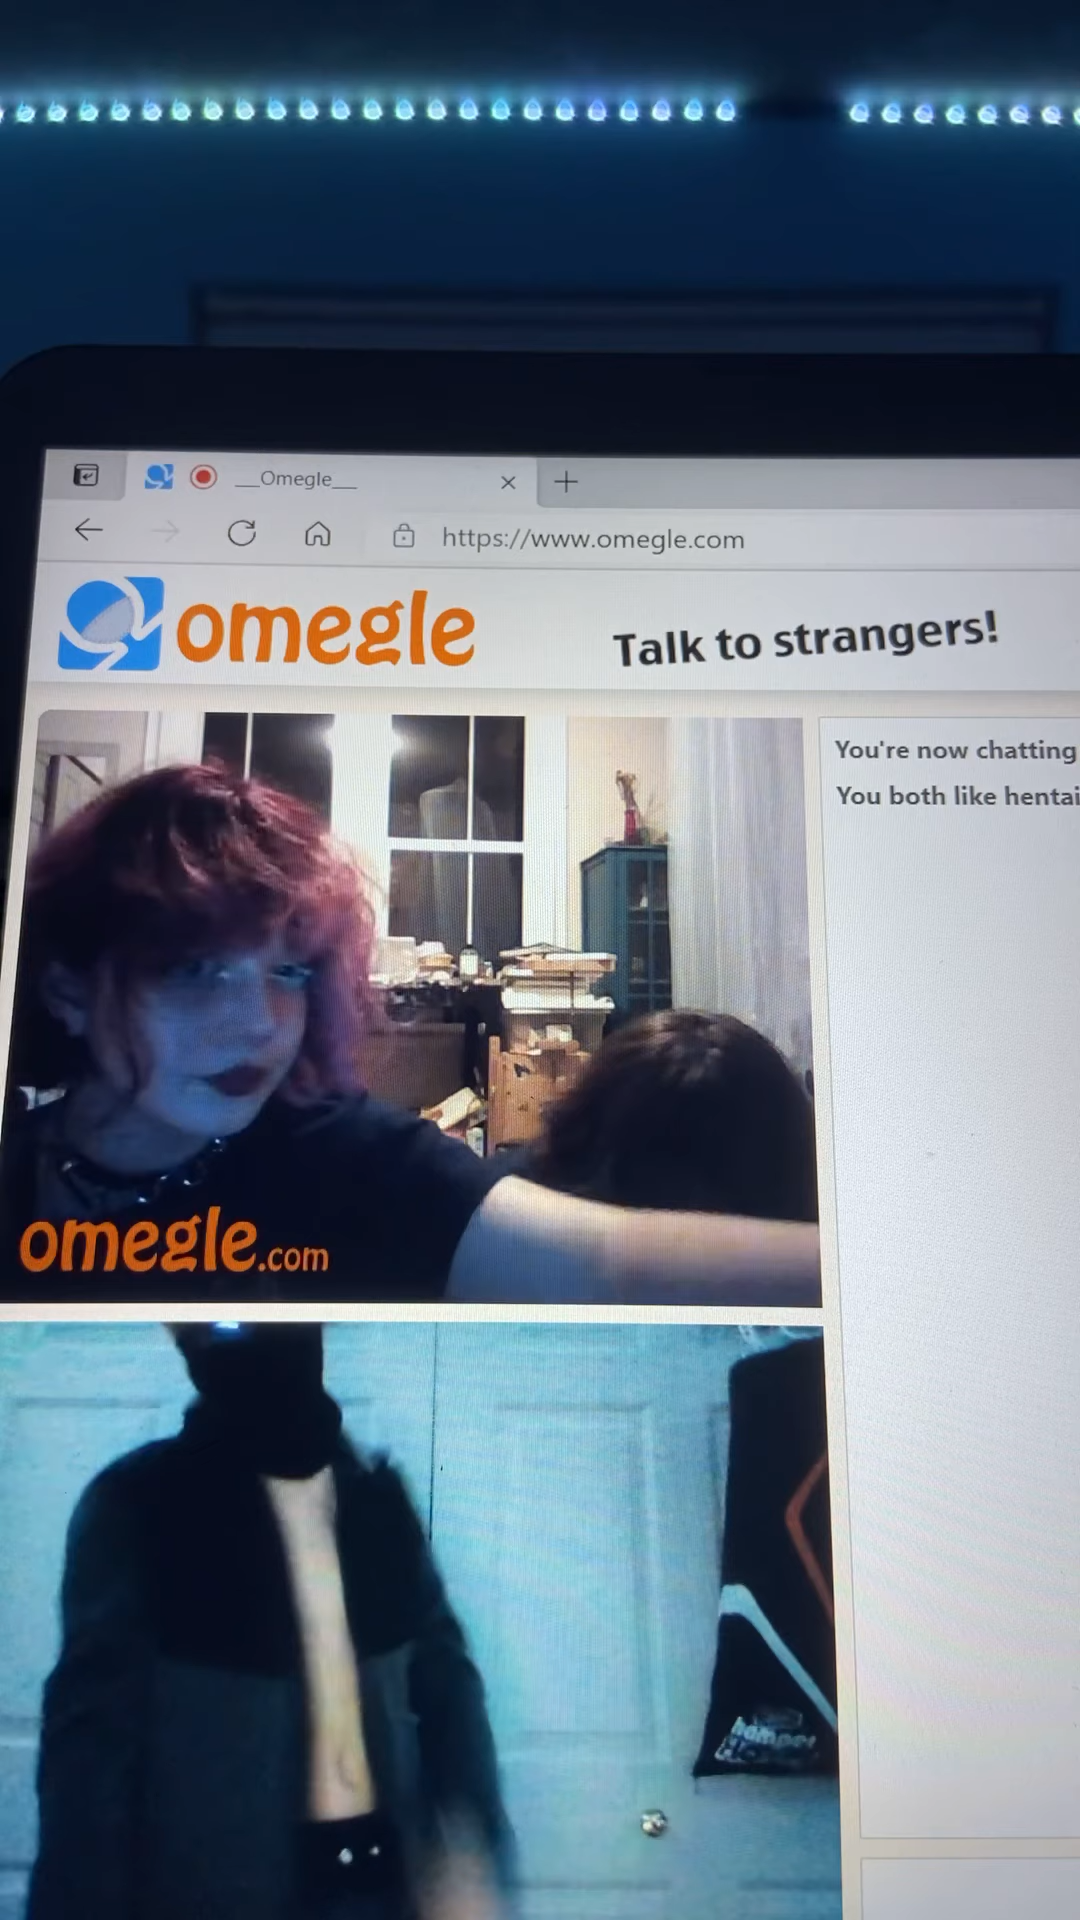 __Omegle__
https://www.omegle.com
omegle
Talk to strangers!
You're now chatting
You both like hentai
omegle.com
hamper